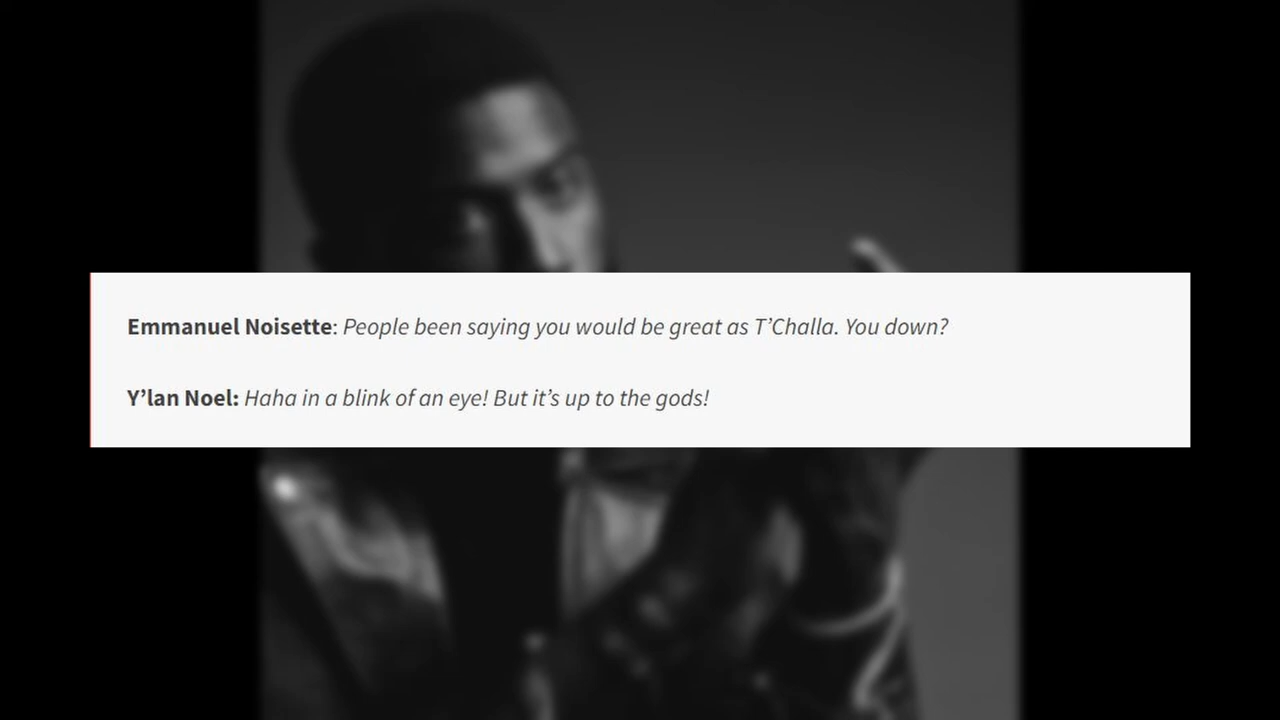 Emmanuel Noisette: People been saying you would be great as T’Challa. You down?
Y’lan Noel: Haha in a blink of an eye! But it’s up to the gods!